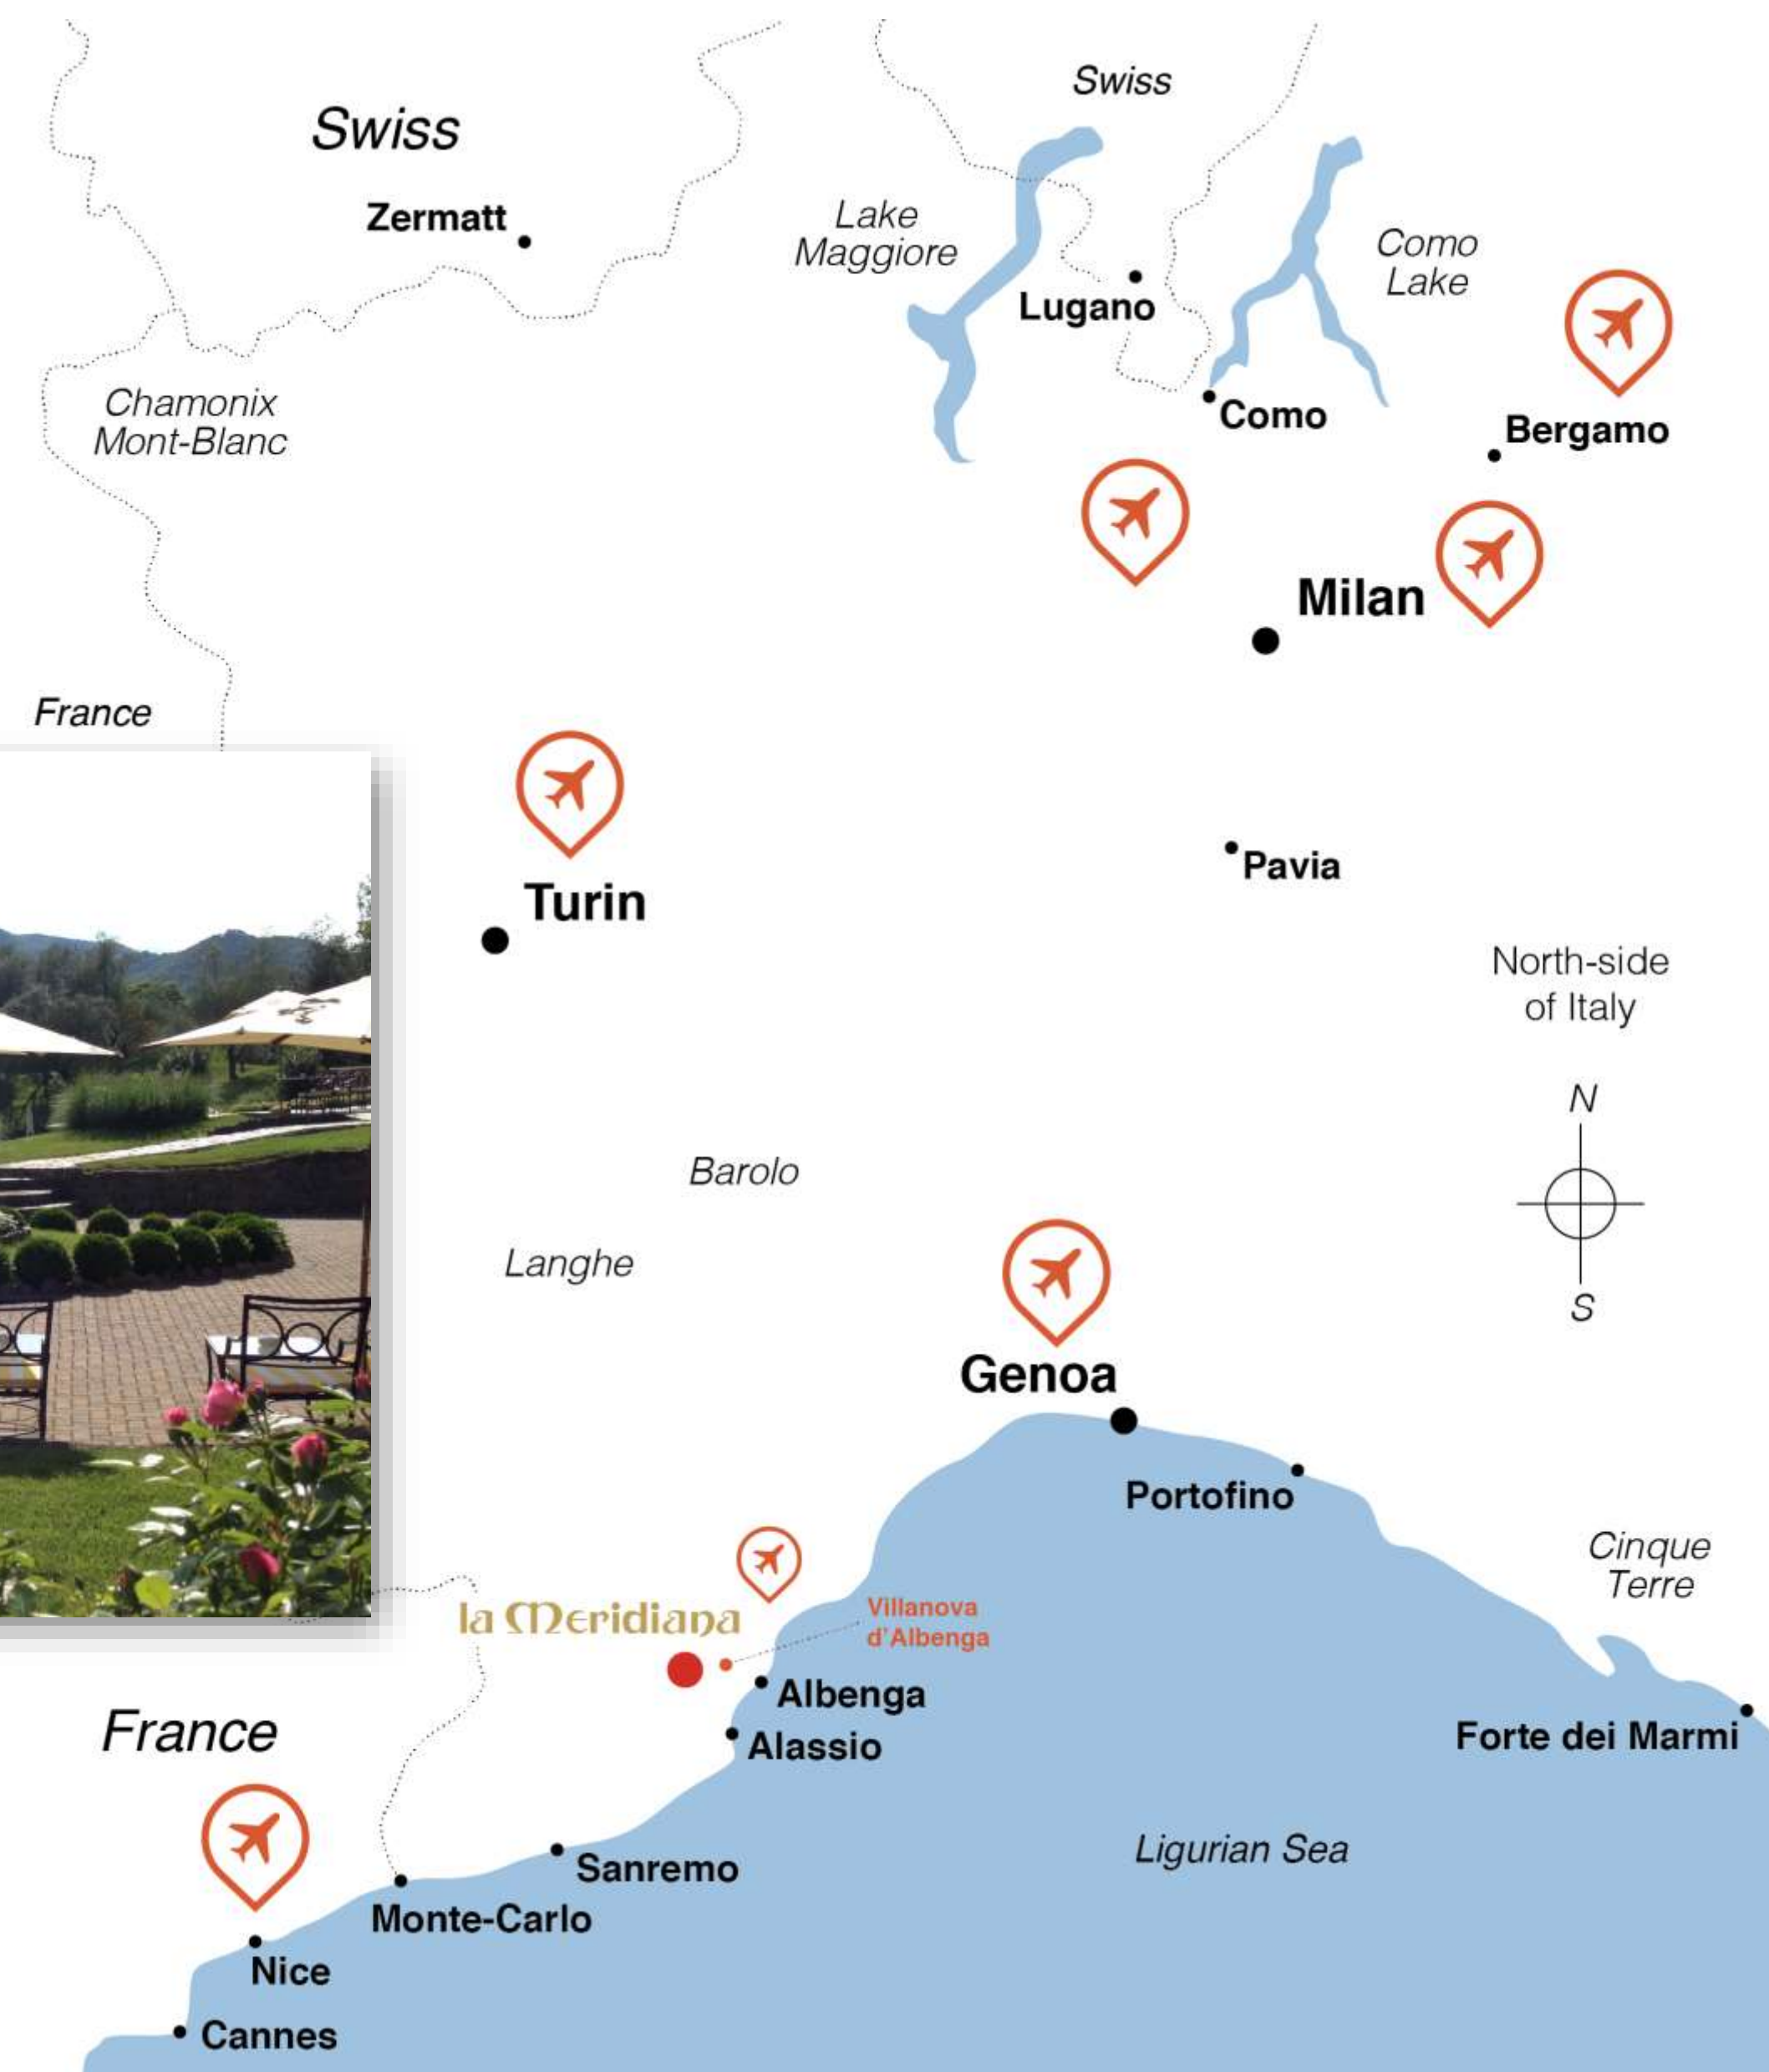 Swiss
Swiss
Zermatt
Lake
Maggiore
Como
Lake
Lugano
Chamonix
Mont-Blanc
Como
Bergamo
Milan
France
Turin
Pavia
North-side
of Italy
N
S
Barolo
Langhe
Genoa
Portofino
Cinque
Terre
la Meridiana
Villanova
d'Albenga
Albenga
Alassio
Forte dei Marmi
France
Ligurian Sea
Sanremo
Monte-Carlo
Nice
Cannes